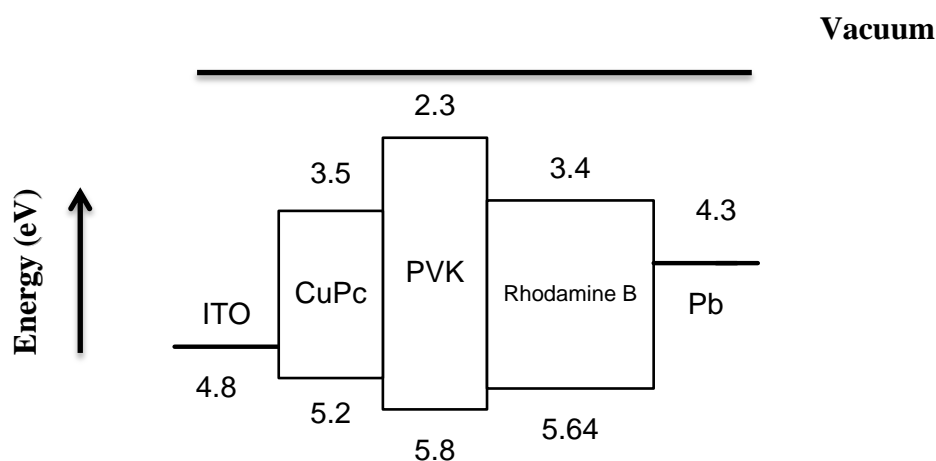 Vacuum
2.3
3.5
3.4
4.3
Energy (eV)
PVK
CuPc
Rhodamine B
ITO
Pb
4.8
5.2
5.64
5.8